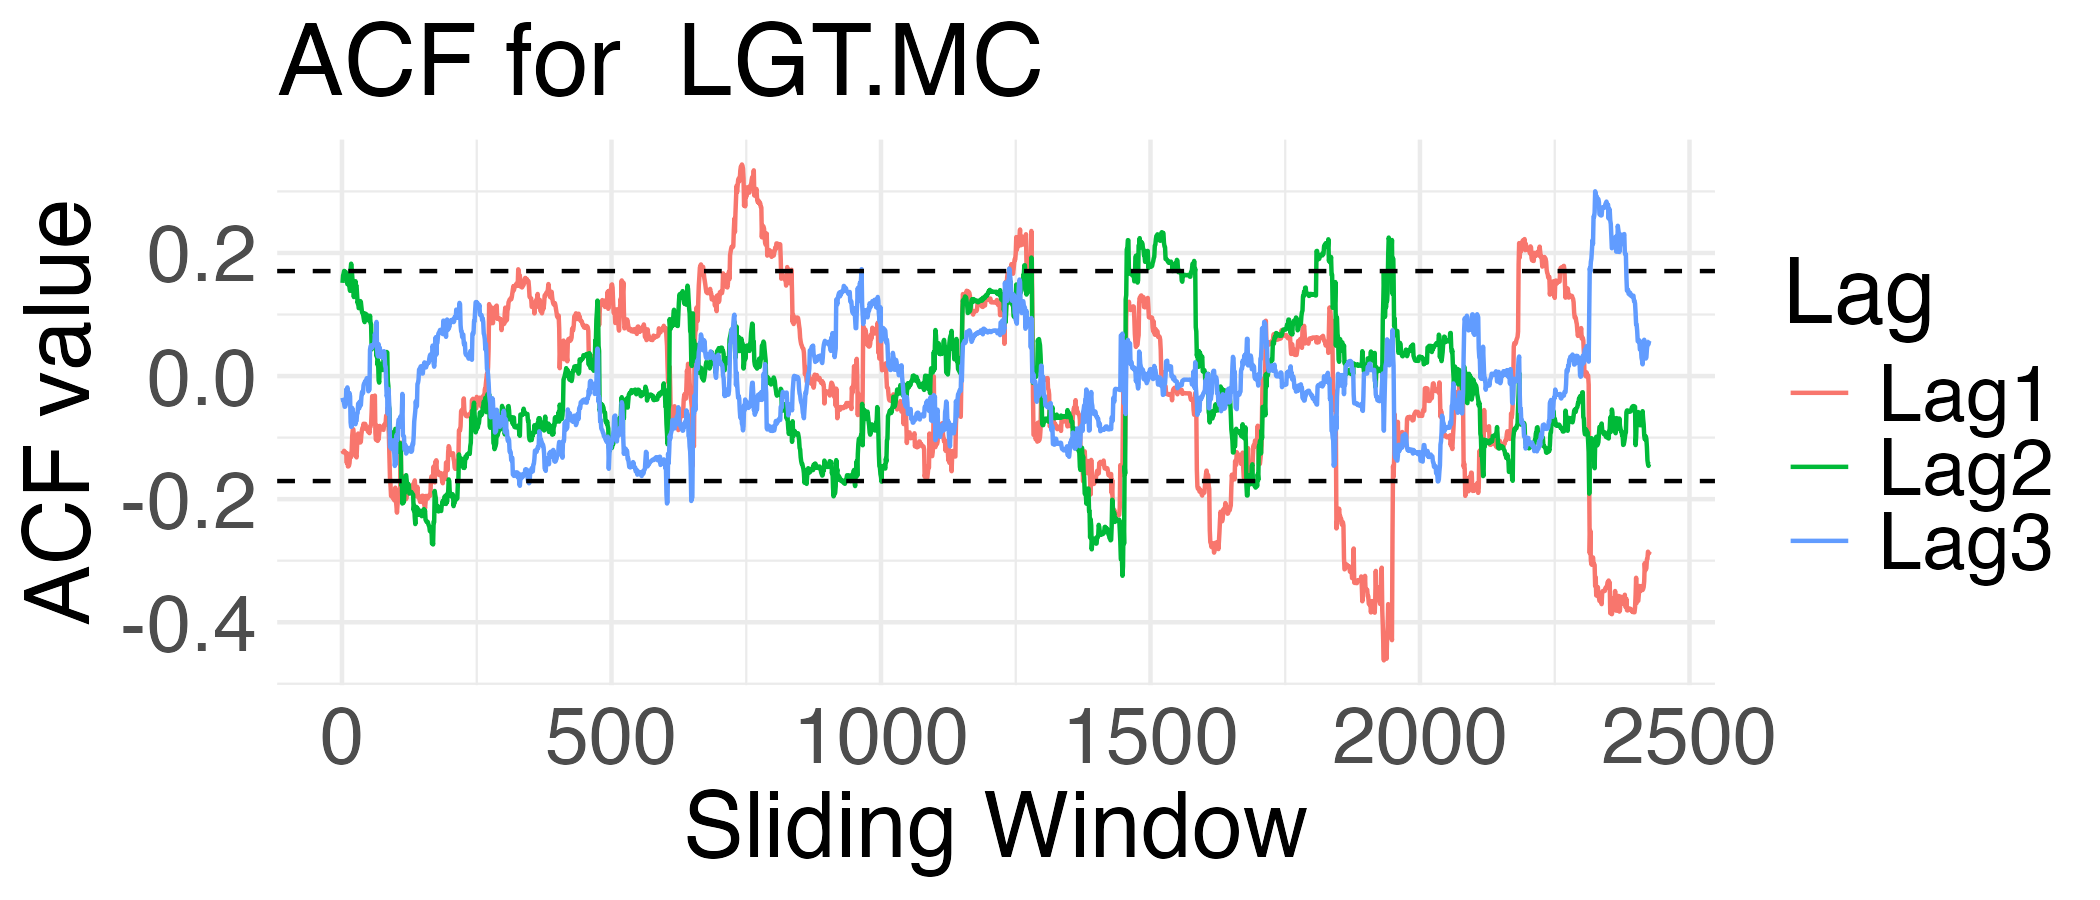 ACF for  LGT.MC
ACF value
0.2
0.0
-0.2
-0.4
0
500
1000
1500
2000
2500
Sliding Window
Lag
Lag1
Lag2
Lag3